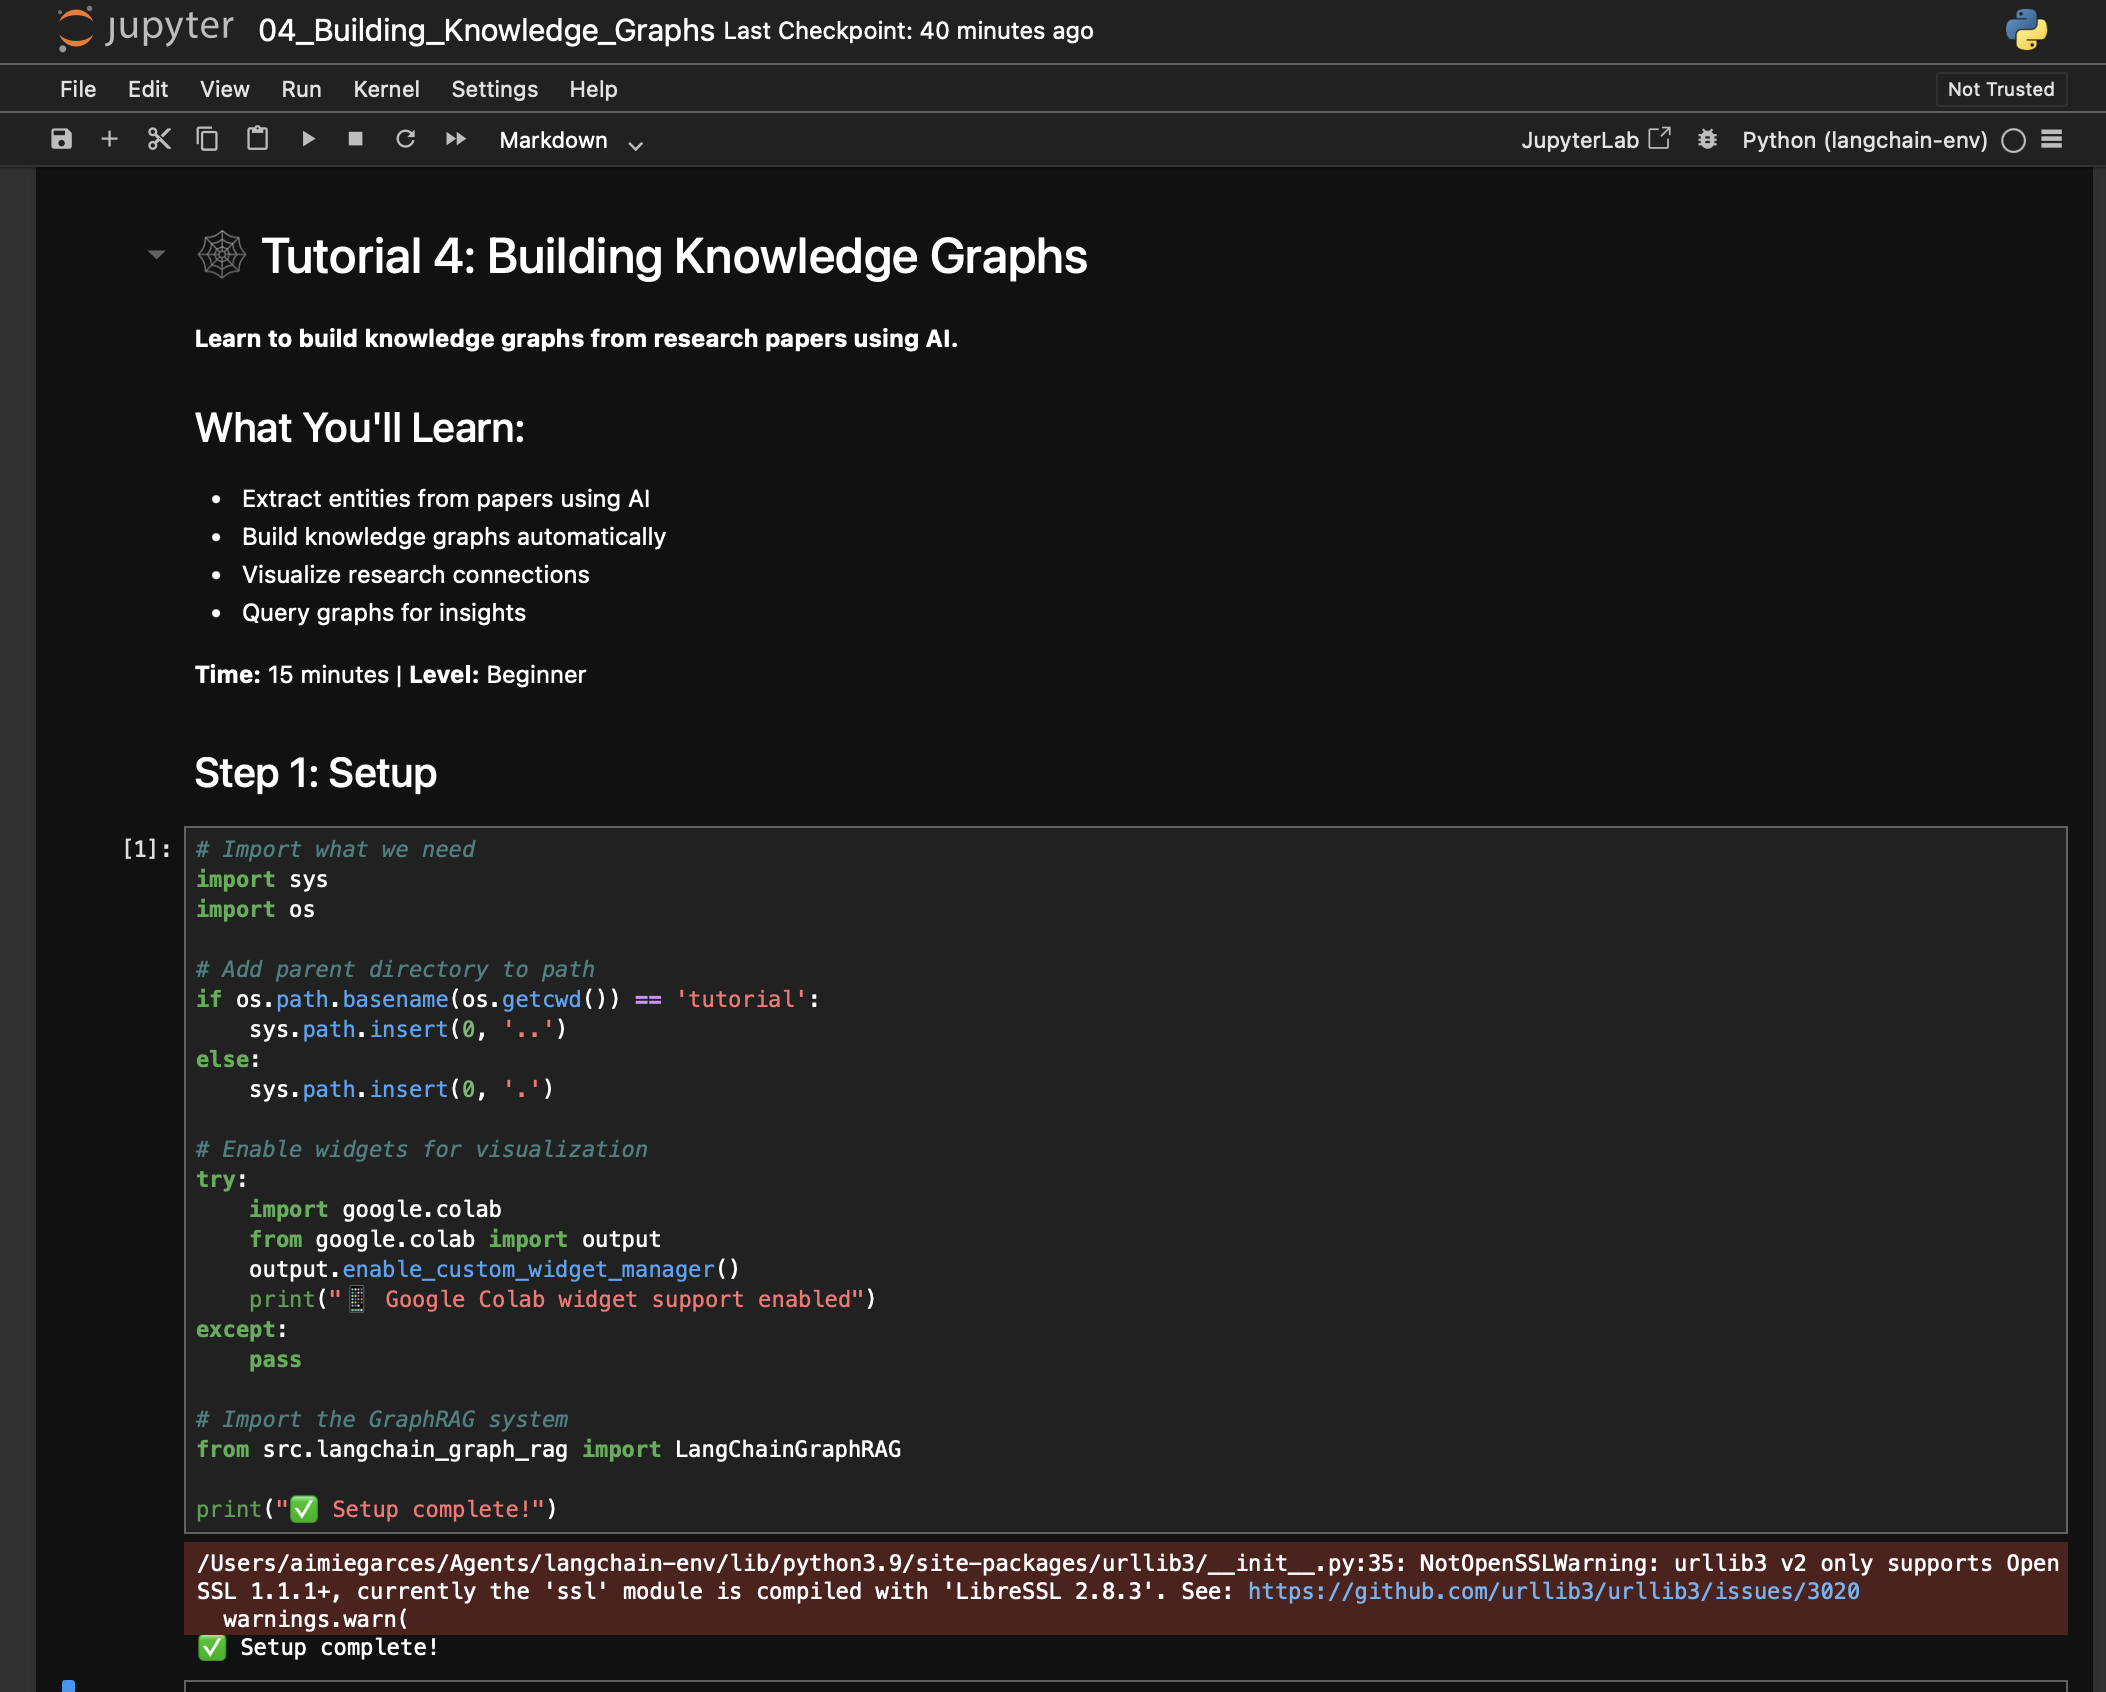 jupyter 04_Building_Knowledge_Graphs Last Checkpoint: 40 minutes ago
File Edit View Run Kernel Settings Help Not Trusted
Markdown JupyterLab Python (langchain-env)
🕸️ Tutorial 4: Building Knowledge Graphs
Learn to build knowledge graphs from research papers using AI.
What You'll Learn:
• Extract entities from papers using AI
• Build knowledge graphs automatically
• Visualize research connections
• Query graphs for insights
Time: 15 minutes | Level: Beginner
Step 1: Setup
[1]: # Import what we need
import sys
import os
# Add parent directory to path
if os.path.basename(os.getcwd()) == 'tutorial':
    sys.path.insert(0, '..')
else:
    sys.path.insert(0, '.')
# Enable widgets for visualization
try:
    import google.colab
    from google.colab import output
    output.enable_custom_widget_manager()
    print("📱 Google Colab widget support enabled")
except:
    pass
# Import the GraphRAG system
from src.langchain_graph_rag import LangChainGraphRAG
print("✅ Setup complete!")
/Users/aimiegarces/Agents/langchain-env/lib/python3.9/site-packages/urllib3/__init__.py:35: NotOpenSSLWarning: urllib3 v2 only supports Open
SSL 1.1.1+, currently the 'ssl' module is compiled with 'LibreSSL 2.8.3'. See: https://github.com/urllib3/urllib3/issues/3020
  warnings.warn(
✅ Setup complete!